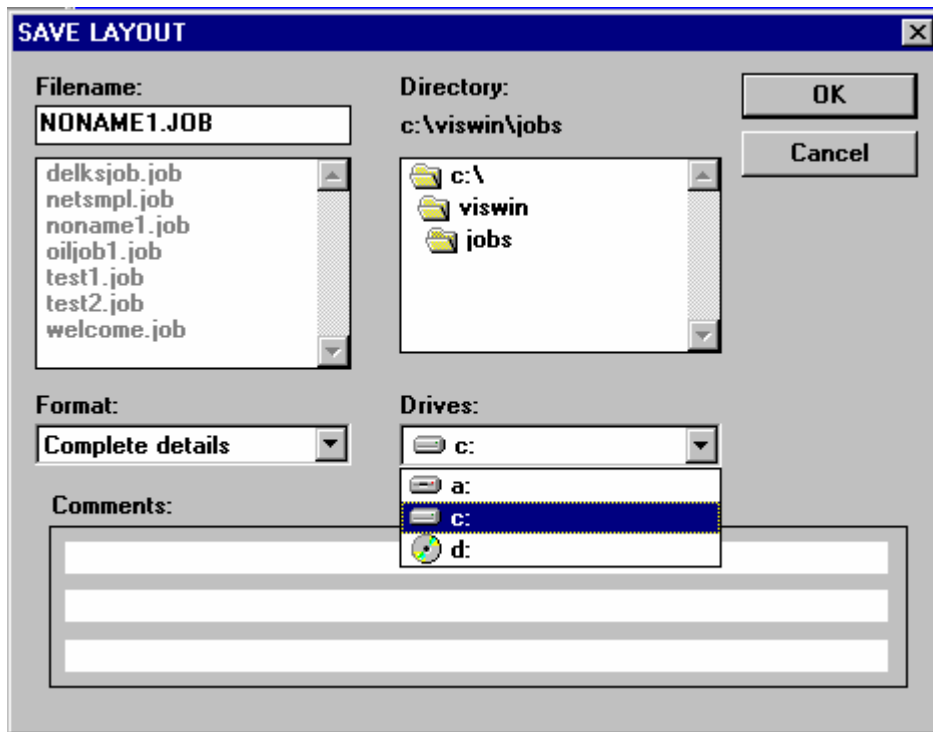 SAVE LAYOUT
Filename:
NONAME1.JOB
delksjob.job
netsmpl.job
noname1.job
oiljob1.job
test1.job
test2.job
welcome.job
Directory:
c:\viswin\jobs
c:\
viswin
jobs
OK
Cancel
Format:
Complete details
Drives:
c:
a:
c:
d:
Comments: